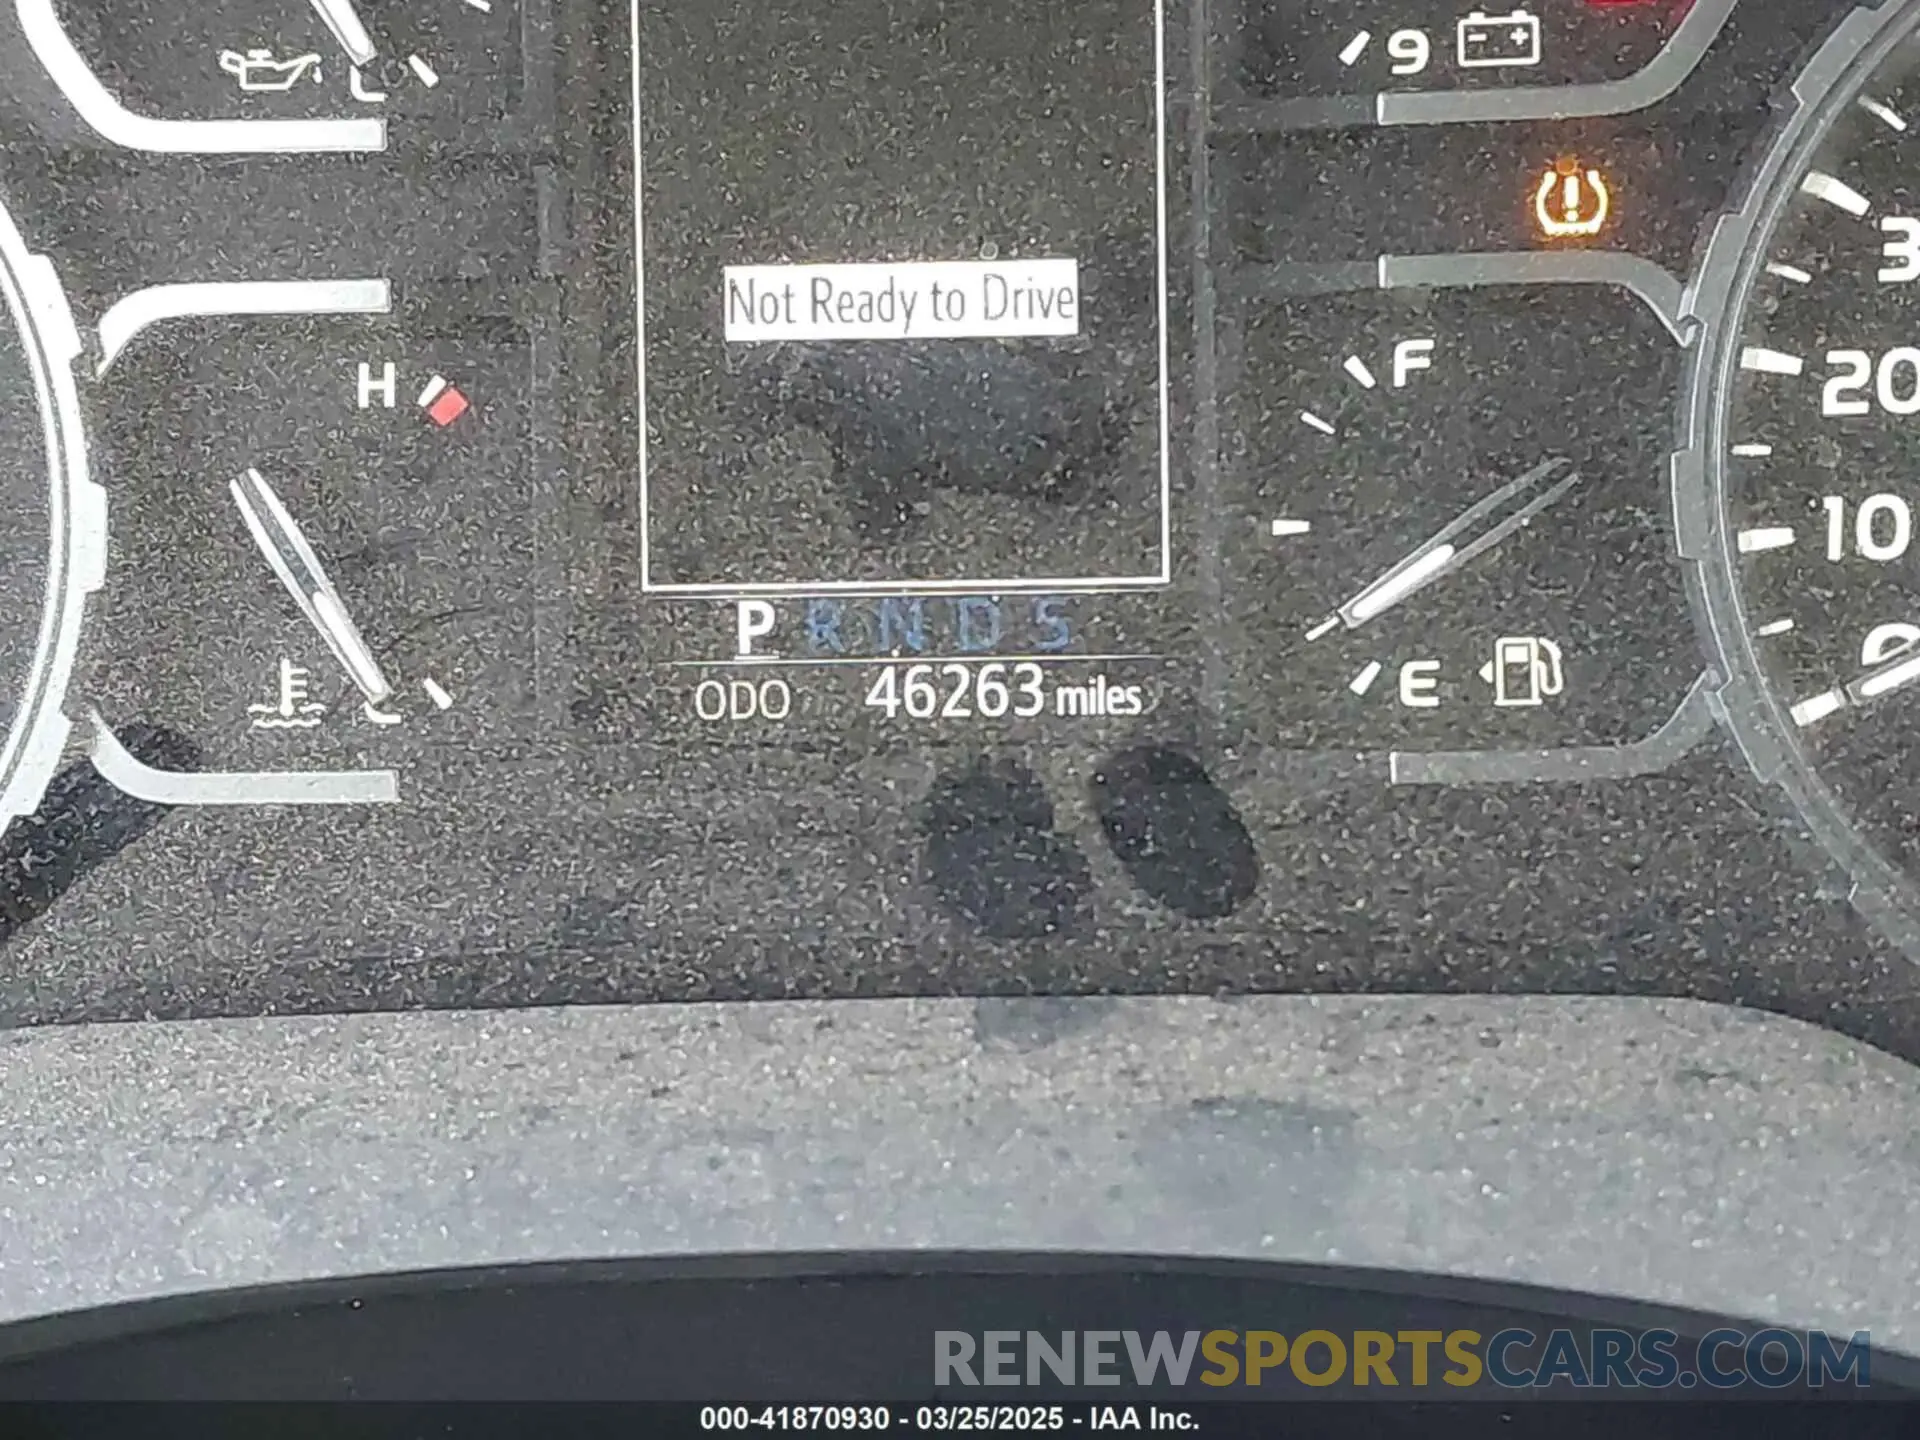 L
9
3
Not Ready to Drive
H
F
20
10
P R N D S
0
ODO 46263 miles
E
RENEWSPORTSCARS.COM
000-41870930 - 03/25/2025 - IAA Inc.